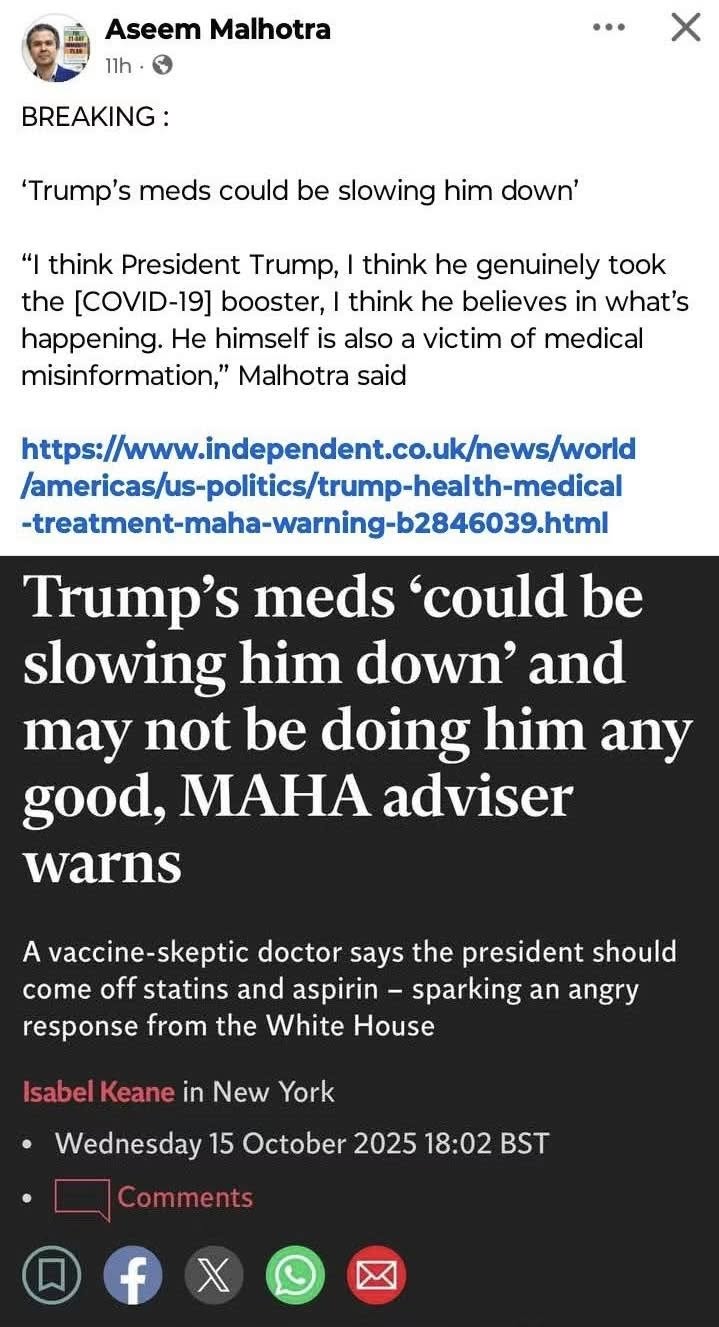 Aseem Malhotra
11h ·
BREAKING :
‘Trump’s meds could be slowing him down’
“I think President Trump, I think he genuinely took
the [COVID-19] booster, I think he believes in what’s
happening. He himself is also a victim of medical
misinformation,” Malhotra said
https://www.independent.co.uk/news/world
/americas/us-politics/trump-health-medical
-treatment-maha-warning-b2846039.html
Trump’s meds ‘could be
slowing him down’ and
may not be doing him any
good, MAHA adviser
warns
A vaccine-skeptic doctor says the president should
come off statins and aspirin – sparking an angry
response from the White House
Isabel Keane in New York
• Wednesday 15 October 2025 18:02 BST
• Comments